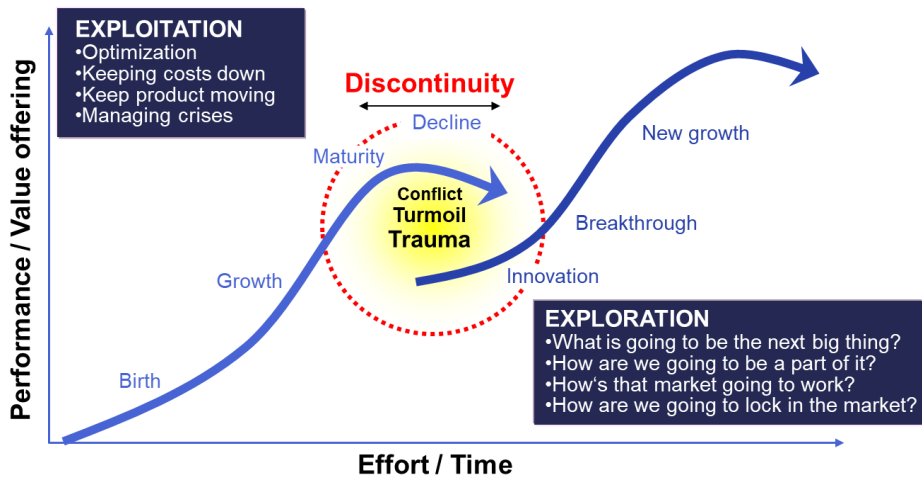 EXPLOITATION
•Optimization
•Keeping costs down
•Keep product moving
•Managing crises
Discontinuity
Decline
Maturity
Conflict
Turmoil
Trauma
Growth
Birth
New growth
Breakthrough
Innovation
EXPLORATION
•What is going to be the next big thing?
•How are we going to be a part of it?
•How‘s that market going to work?
•How are we going to lock in the market?
Performance / Value offering
Effort / Time